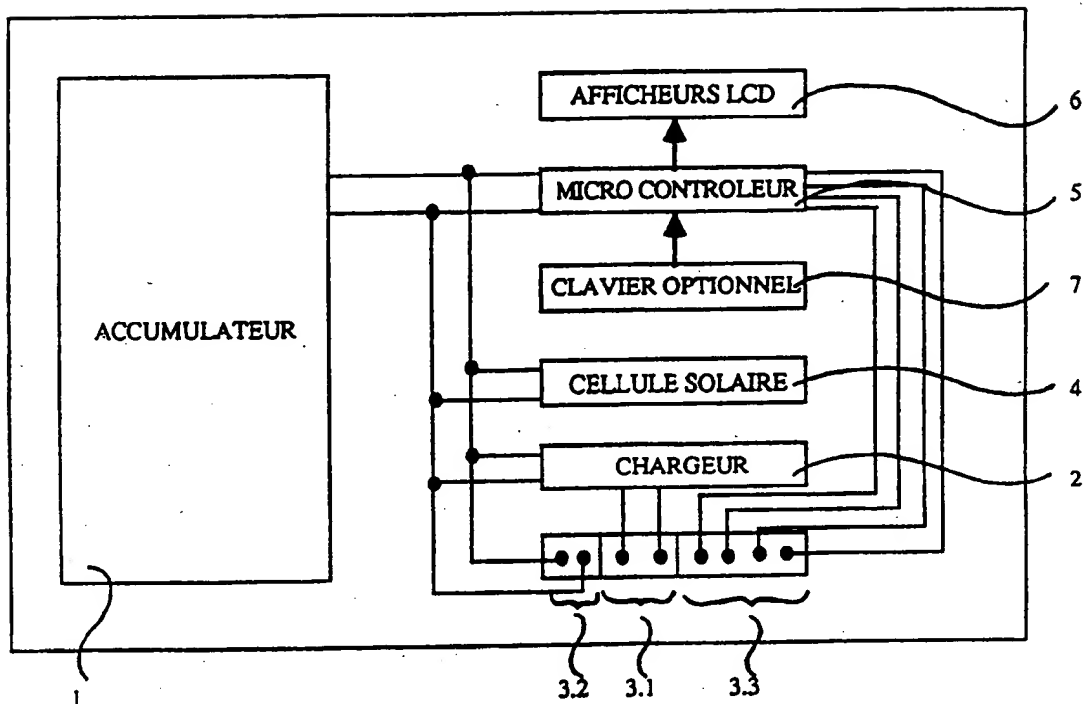 AFFICHEURS LCD
6
MICRO CONTROLEUR
5
CLAVIER OPTIONNEL
7
ACCUMULATEUR
CELLULE SOLAIRE
4
CHARGEUR
2
1
3.2
3.1
3.3